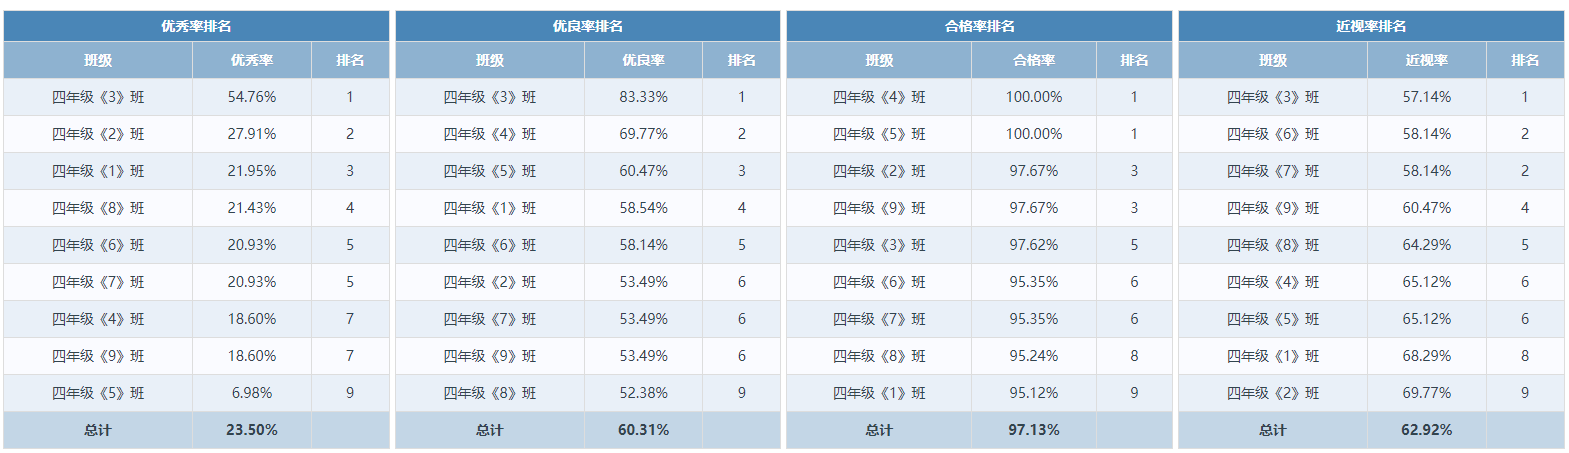 优秀率排名 优良率排名 合格率排名 近视率排名
班级 优秀率 排名 班级 优良率 排名 班级 合格率 排名 班级 近视率 排名
四年级《3》班 54.76% 1 四年级《3》班 83.33% 1 四年级《4》班 100.00% 1 四年级《3》班 57.14% 1
四年级《2》班 27.91% 2 四年级《4》班 69.77% 2 四年级《5》班 100.00% 1 四年级《6》班 58.14% 2
四年级《1》班 21.95% 3 四年级《5》班 60.47% 3 四年级《2》班 97.67% 3 四年级《7》班 58.14% 2
四年级《8》班 21.43% 4 四年级《1》班 58.54% 4 四年级《9》班 97.67% 3 四年级《9》班 60.47% 4
四年级《6》班 20.93% 5 四年级《6》班 58.14% 5 四年级《3》班 97.62% 5 四年级《8》班 64.29% 5
四年级《7》班 20.93% 5 四年级《2》班 53.49% 6 四年级《6》班 95.35% 6 四年级《4》班 65.12% 6
四年级《4》班 18.60% 7 四年级《7》班 53.49% 6 四年级《7》班 95.35% 6 四年级《5》班 65.12% 6
四年级《9》班 18.60% 7 四年级《9》班 53.49% 6 四年级《8》班 95.24% 8 四年级《1》班 68.29% 8
四年级《5》班 6.98% 9 四年级《8》班 52.38% 9 四年级《1》班 95.12% 9 四年级《2》班 69.77% 9
总计 23.50% 总计 60.31% 总计 97.13% 总计 62.92%